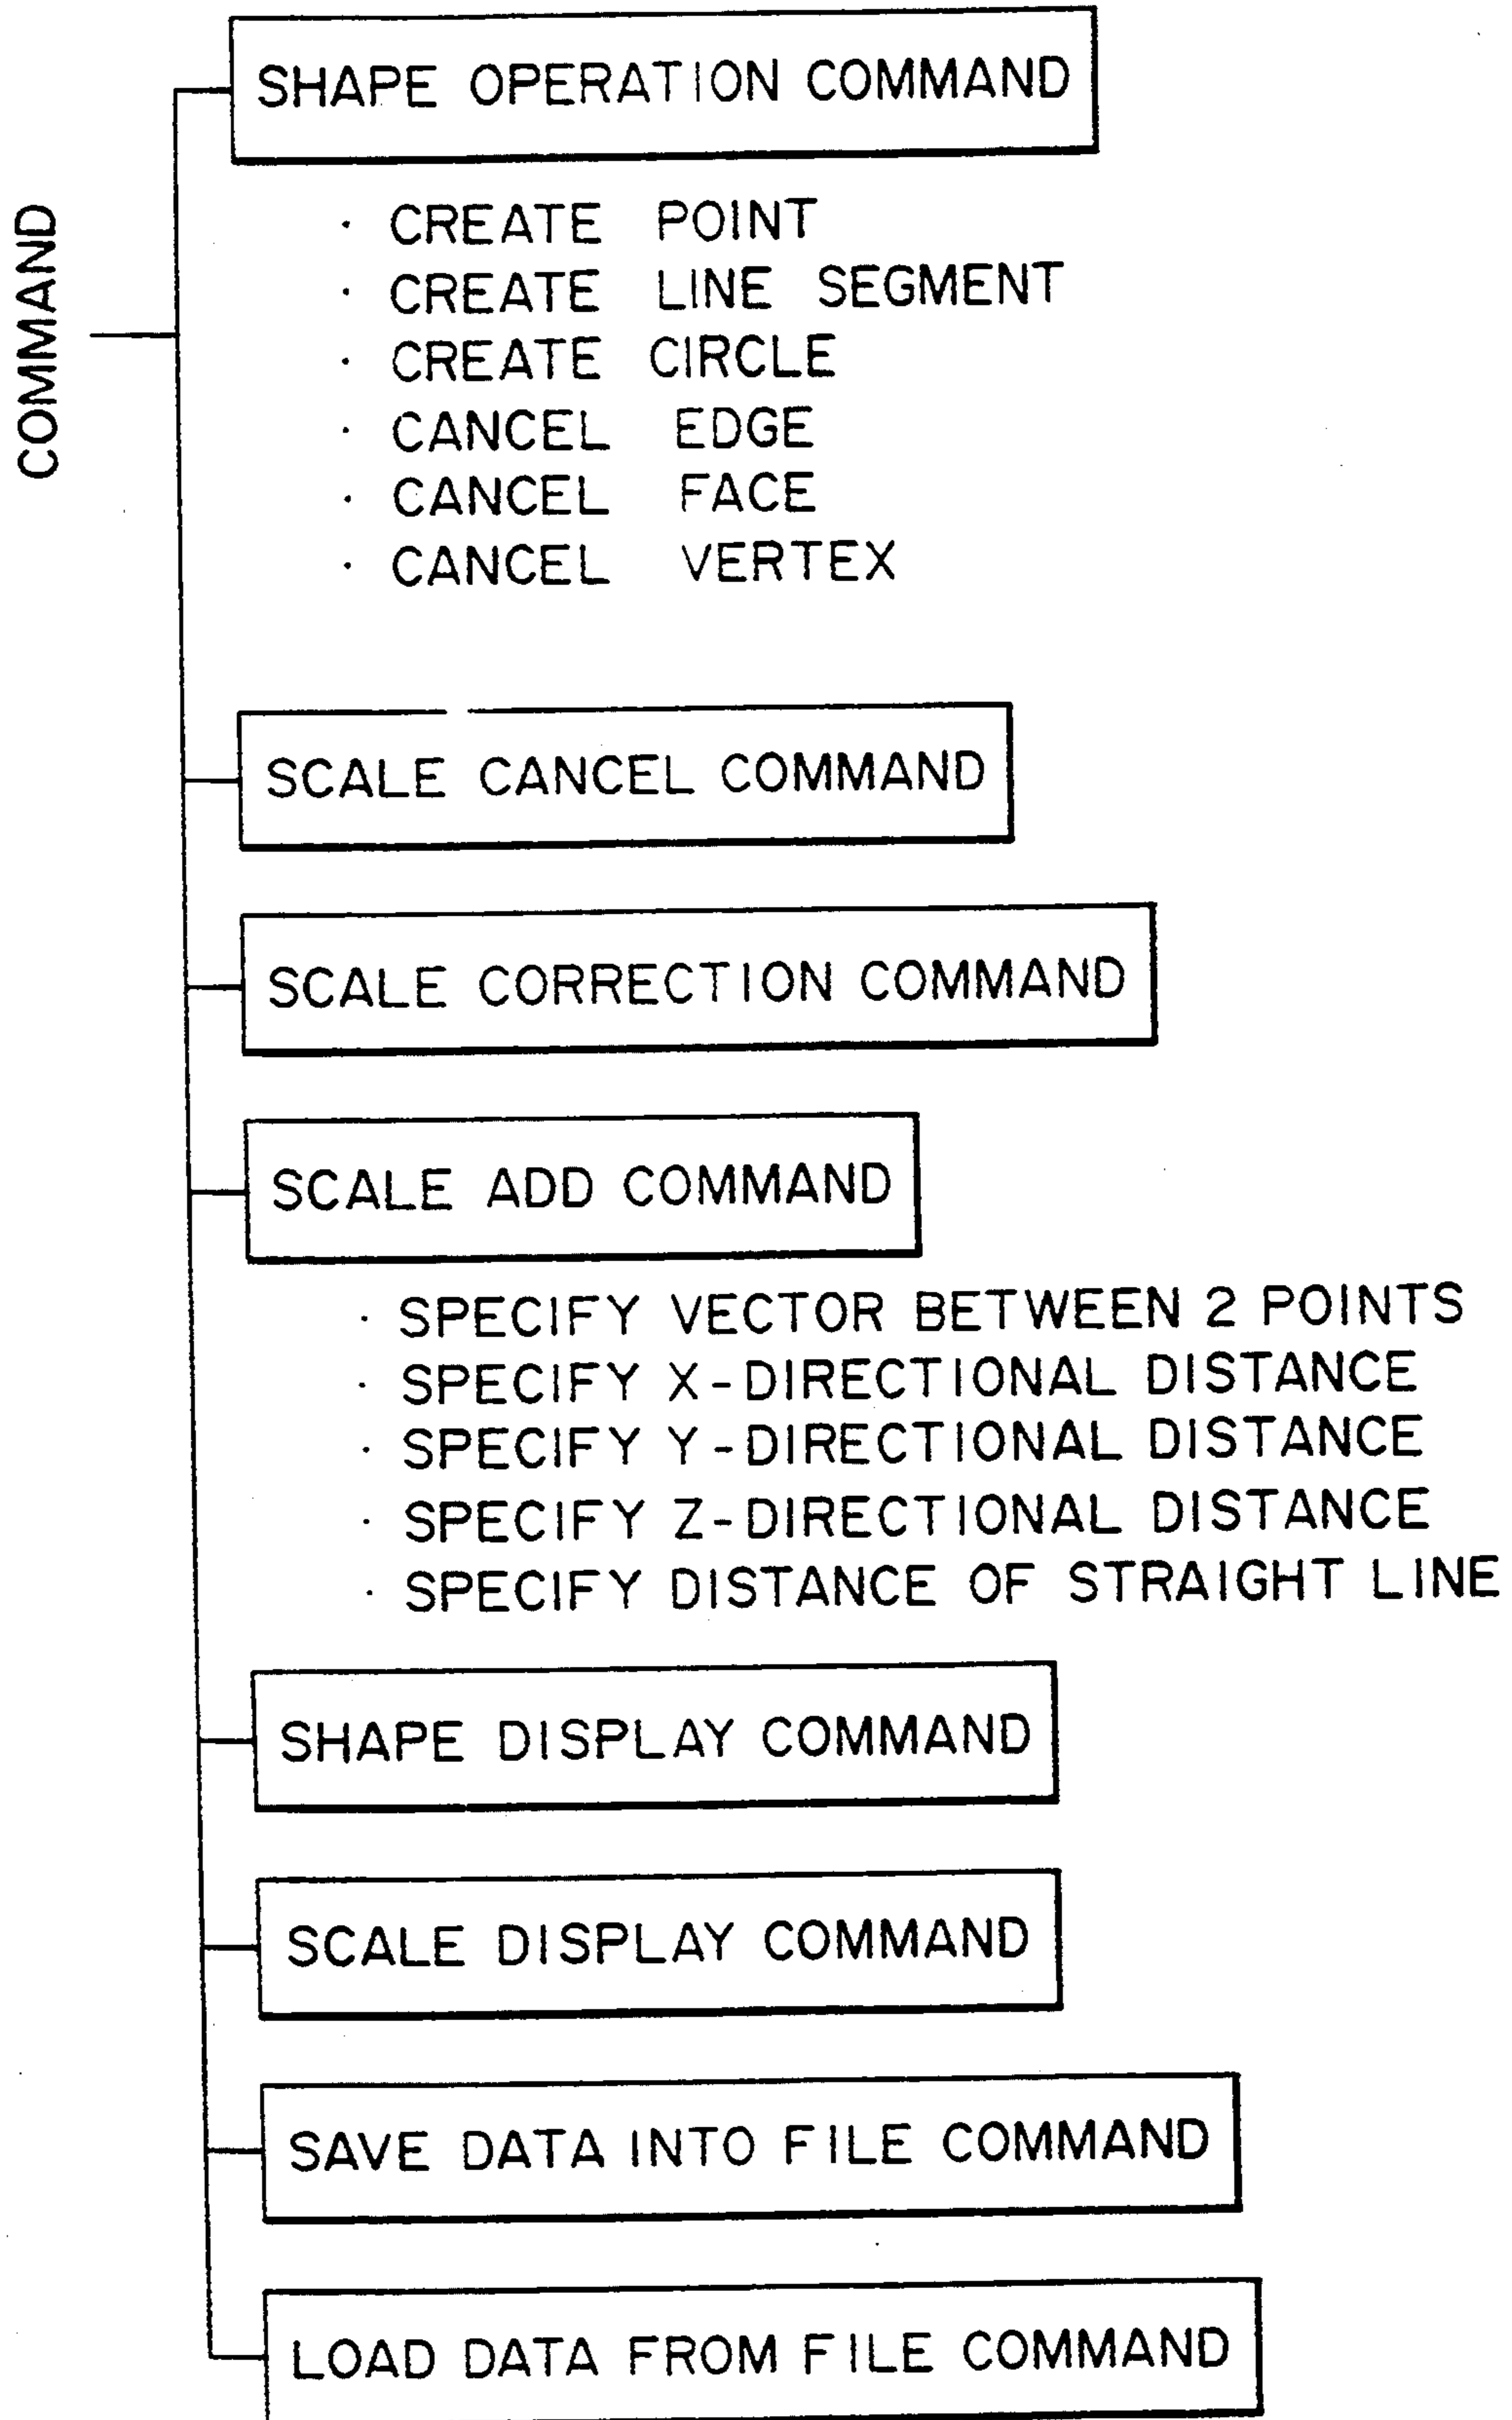 COMMAND
SHAPE OPERATION COMMAND
· CREATE POINT
· CREATE LINE SEGMENT
· CREATE CIRCLE
· CANCEL EDGE
· CANCEL FACE
· CANCEL VERTEX
SCALE CANCEL COMMAND
SCALE CORRECTION COMMAND
SCALE ADD COMMAND
· SPECIFY VECTOR BETWEEN 2 POINTS
· SPECIFY X-DIRECTIONAL DISTANCE
· SPECIFY Y-DIRECTIONAL DISTANCE
· SPECIFY Z-DIRECTIONAL DISTANCE
· SPECIFY DISTANCE OF STRAIGHT LINE
SHAPE DISPLAY COMMAND
SCALE DISPLAY COMMAND
SAVE DATA INTO FILE COMMAND
LOAD DATA FROM FILE COMMAND